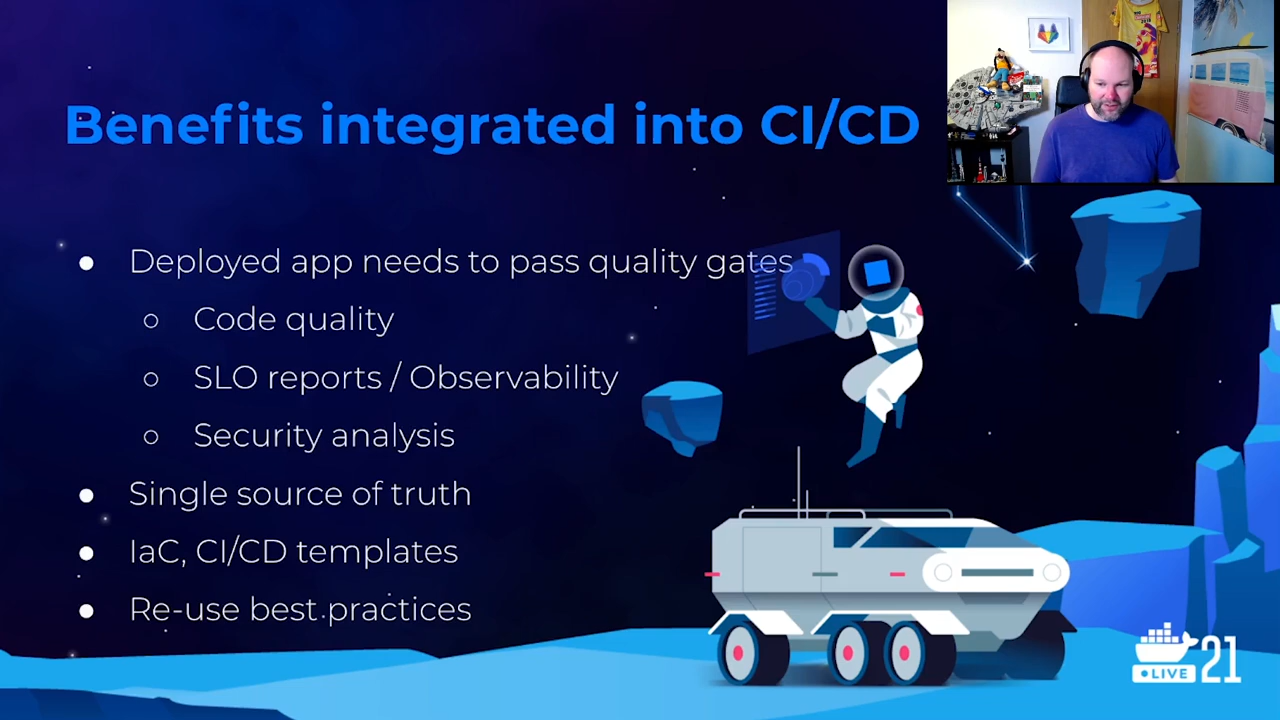 Benefits integrated into CI/CD
Deployed app needs to pass quality gates
Code quality
SLO reports / Observability
Security analysis
Single source of truth
IaC, CI/CD templates
Re-use best practices
LIVE 21